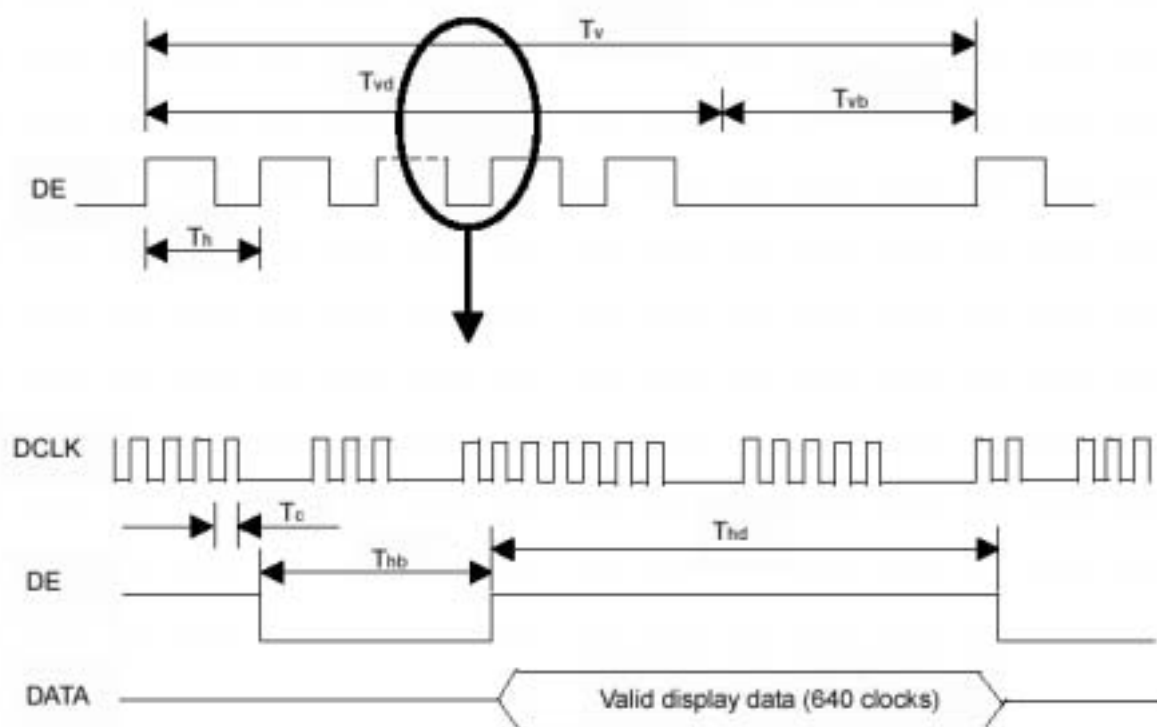 Tv
Tvd
Tvb
DE
Th
DCLK
Tc
Thd
Thb
DE
DATA
Valid display data (640 clocks)